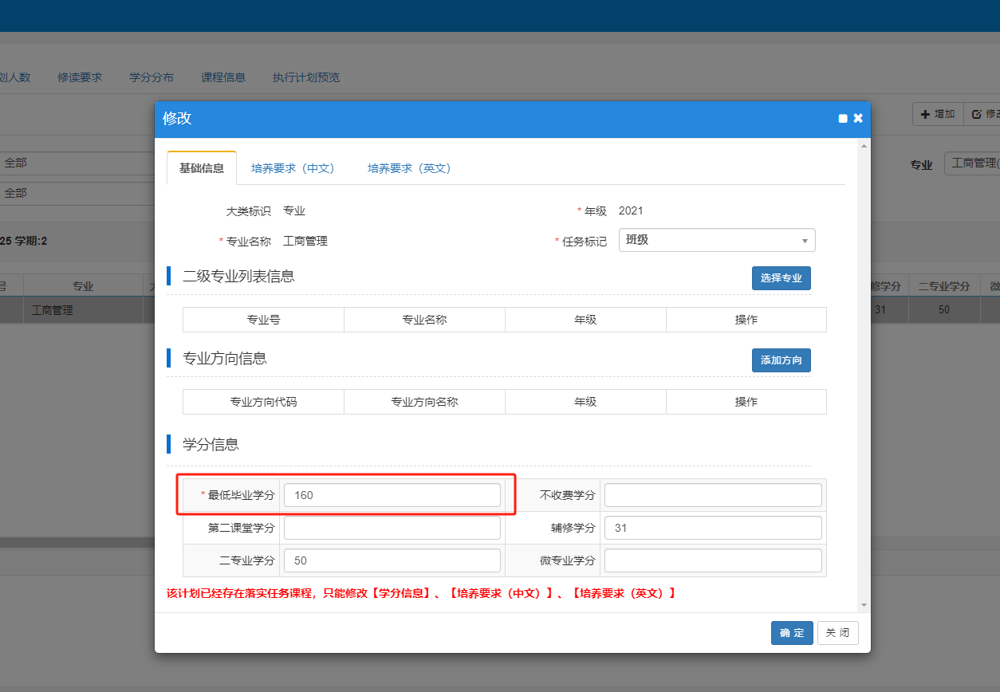 划人数 修读要求 学分分布 课程信息 执行计划预览
修改
增加 修改
基础信息 培养要求（中文） 培养要求（英文）
全部
专业 工商管理(
全部
大类标识 专业 * 年级 2021
25 学期:2
* 专业名称 工商管理 * 任务标记 班级
二级专业列表信息 选择专业
号 专业 修学分 二专业学分 微
工商管理 31 50
专业号 专业名称 年级 操作
专业方向信息 添加方向
专业方向代码 专业方向名称 年级 操作
学分信息
* 最低毕业学分 160 不收费学分
第二课堂学分 辅修学分 31
二专业学分 50 微专业学分
该计划已经存在落实任务课程，只能修改【学分信息】、【培养要求（中文）】、【培养要求（英文）】
确 定 关 闭